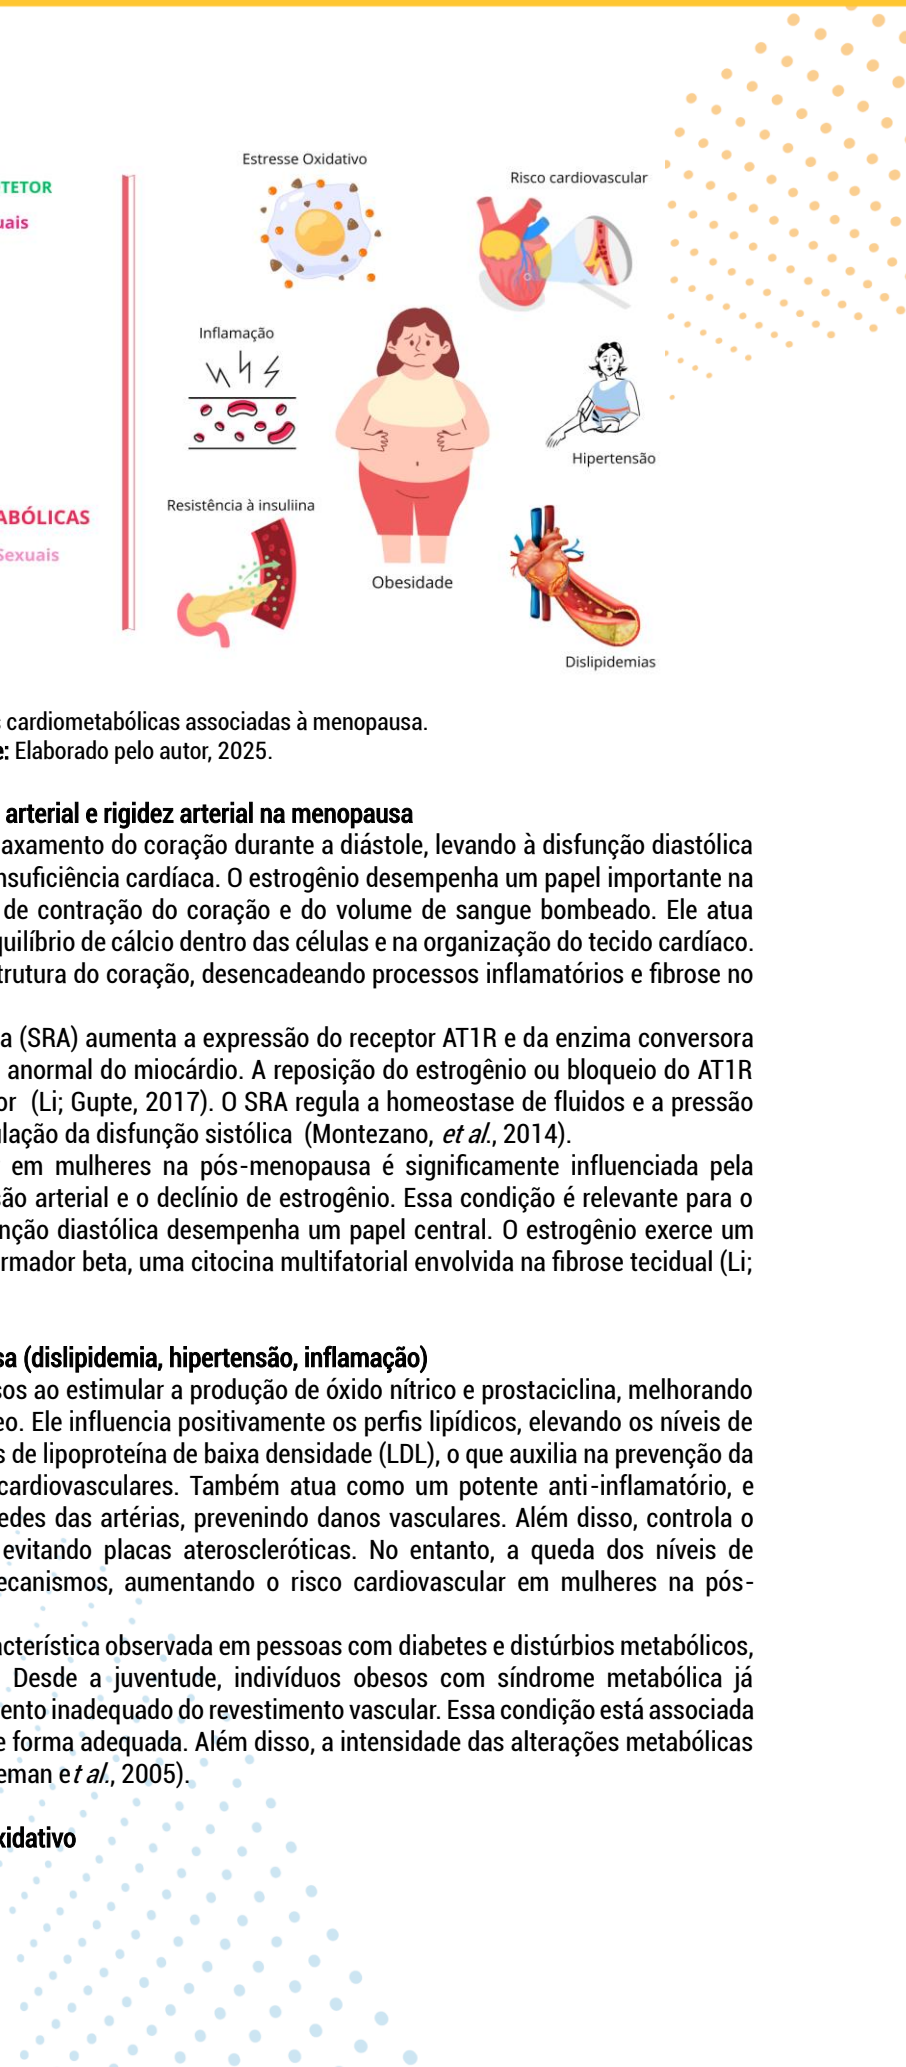 Estresse Oxidativo
Risco cardiovascular
TETOR
uais
Inflamação
Hipertensão
Resistência à insuliina
ABÓLICAS
Sexuais
Obesidade
Dislipidemias
s cardiometabólicas associadas à menopausa.
e: Elaborado pelo autor, 2025.
arterial e rigidez arterial na menopausa
axamento do coração durante a diástole, levando à disfunção diastólica
nsuficiência cardíaca. O estrogênio desempenha um papel importante na
de contração do coração e do volume de sangue bombeado. Ele atua
quilíbrio de cálcio dentro das células e na organização do tecido cardíaco.
trutura do coração, desencadeando processos inflamatórios e fibrose no
a (SRA) aumenta a expressão do receptor AT1R e da enzima conversora
anormal do miocárdio. A reposição do estrogênio ou bloqueio do AT1R
or (Li; Gupte, 2017). O SRA regula a homeostase de fluidos e a pressão
ulação da disfunção sistólica (Montezano, et al., 2014).
em mulheres na pós-menopausa é significamente influenciada pela
são arterial e o declínio de estrogênio. Essa condição é relevante para o
nção diastólica desempenha um papel central. O estrogênio exerce um
rmador beta, uma citocina multifatorial envolvida na fibrose tecidual (Li;
sa (dislipidemia, hipertensão, inflamação)
sos ao estimular a produção de óxido nítrico e prostaciclina, melhorando
eo. Ele influencia positivamente os perfis lipídicos, elevando os níveis de
s de lipoproteína de baixa densidade (LDL), o que auxilia na prevenção da
cardiovasculares. Também atua como um potente anti-inflamatório, e
edes das artérias, prevenindo danos vasculares. Além disso, controla o
evitando placas ateroscleróticas. No entanto, a queda dos níveis de
ecanismos, aumentando o risco cardiovascular em mulheres na pós-
acterística observada em pessoas com diabetes e distúrbios metabólicos,
Desde a juventude, indivíduos obesos com síndrome metabólica já
ento inadequado do revestimento vascular. Essa condição está associada
e forma adequada. Além disso, a intensidade das alterações metabólicas
eman et al., 2005).
xidativo